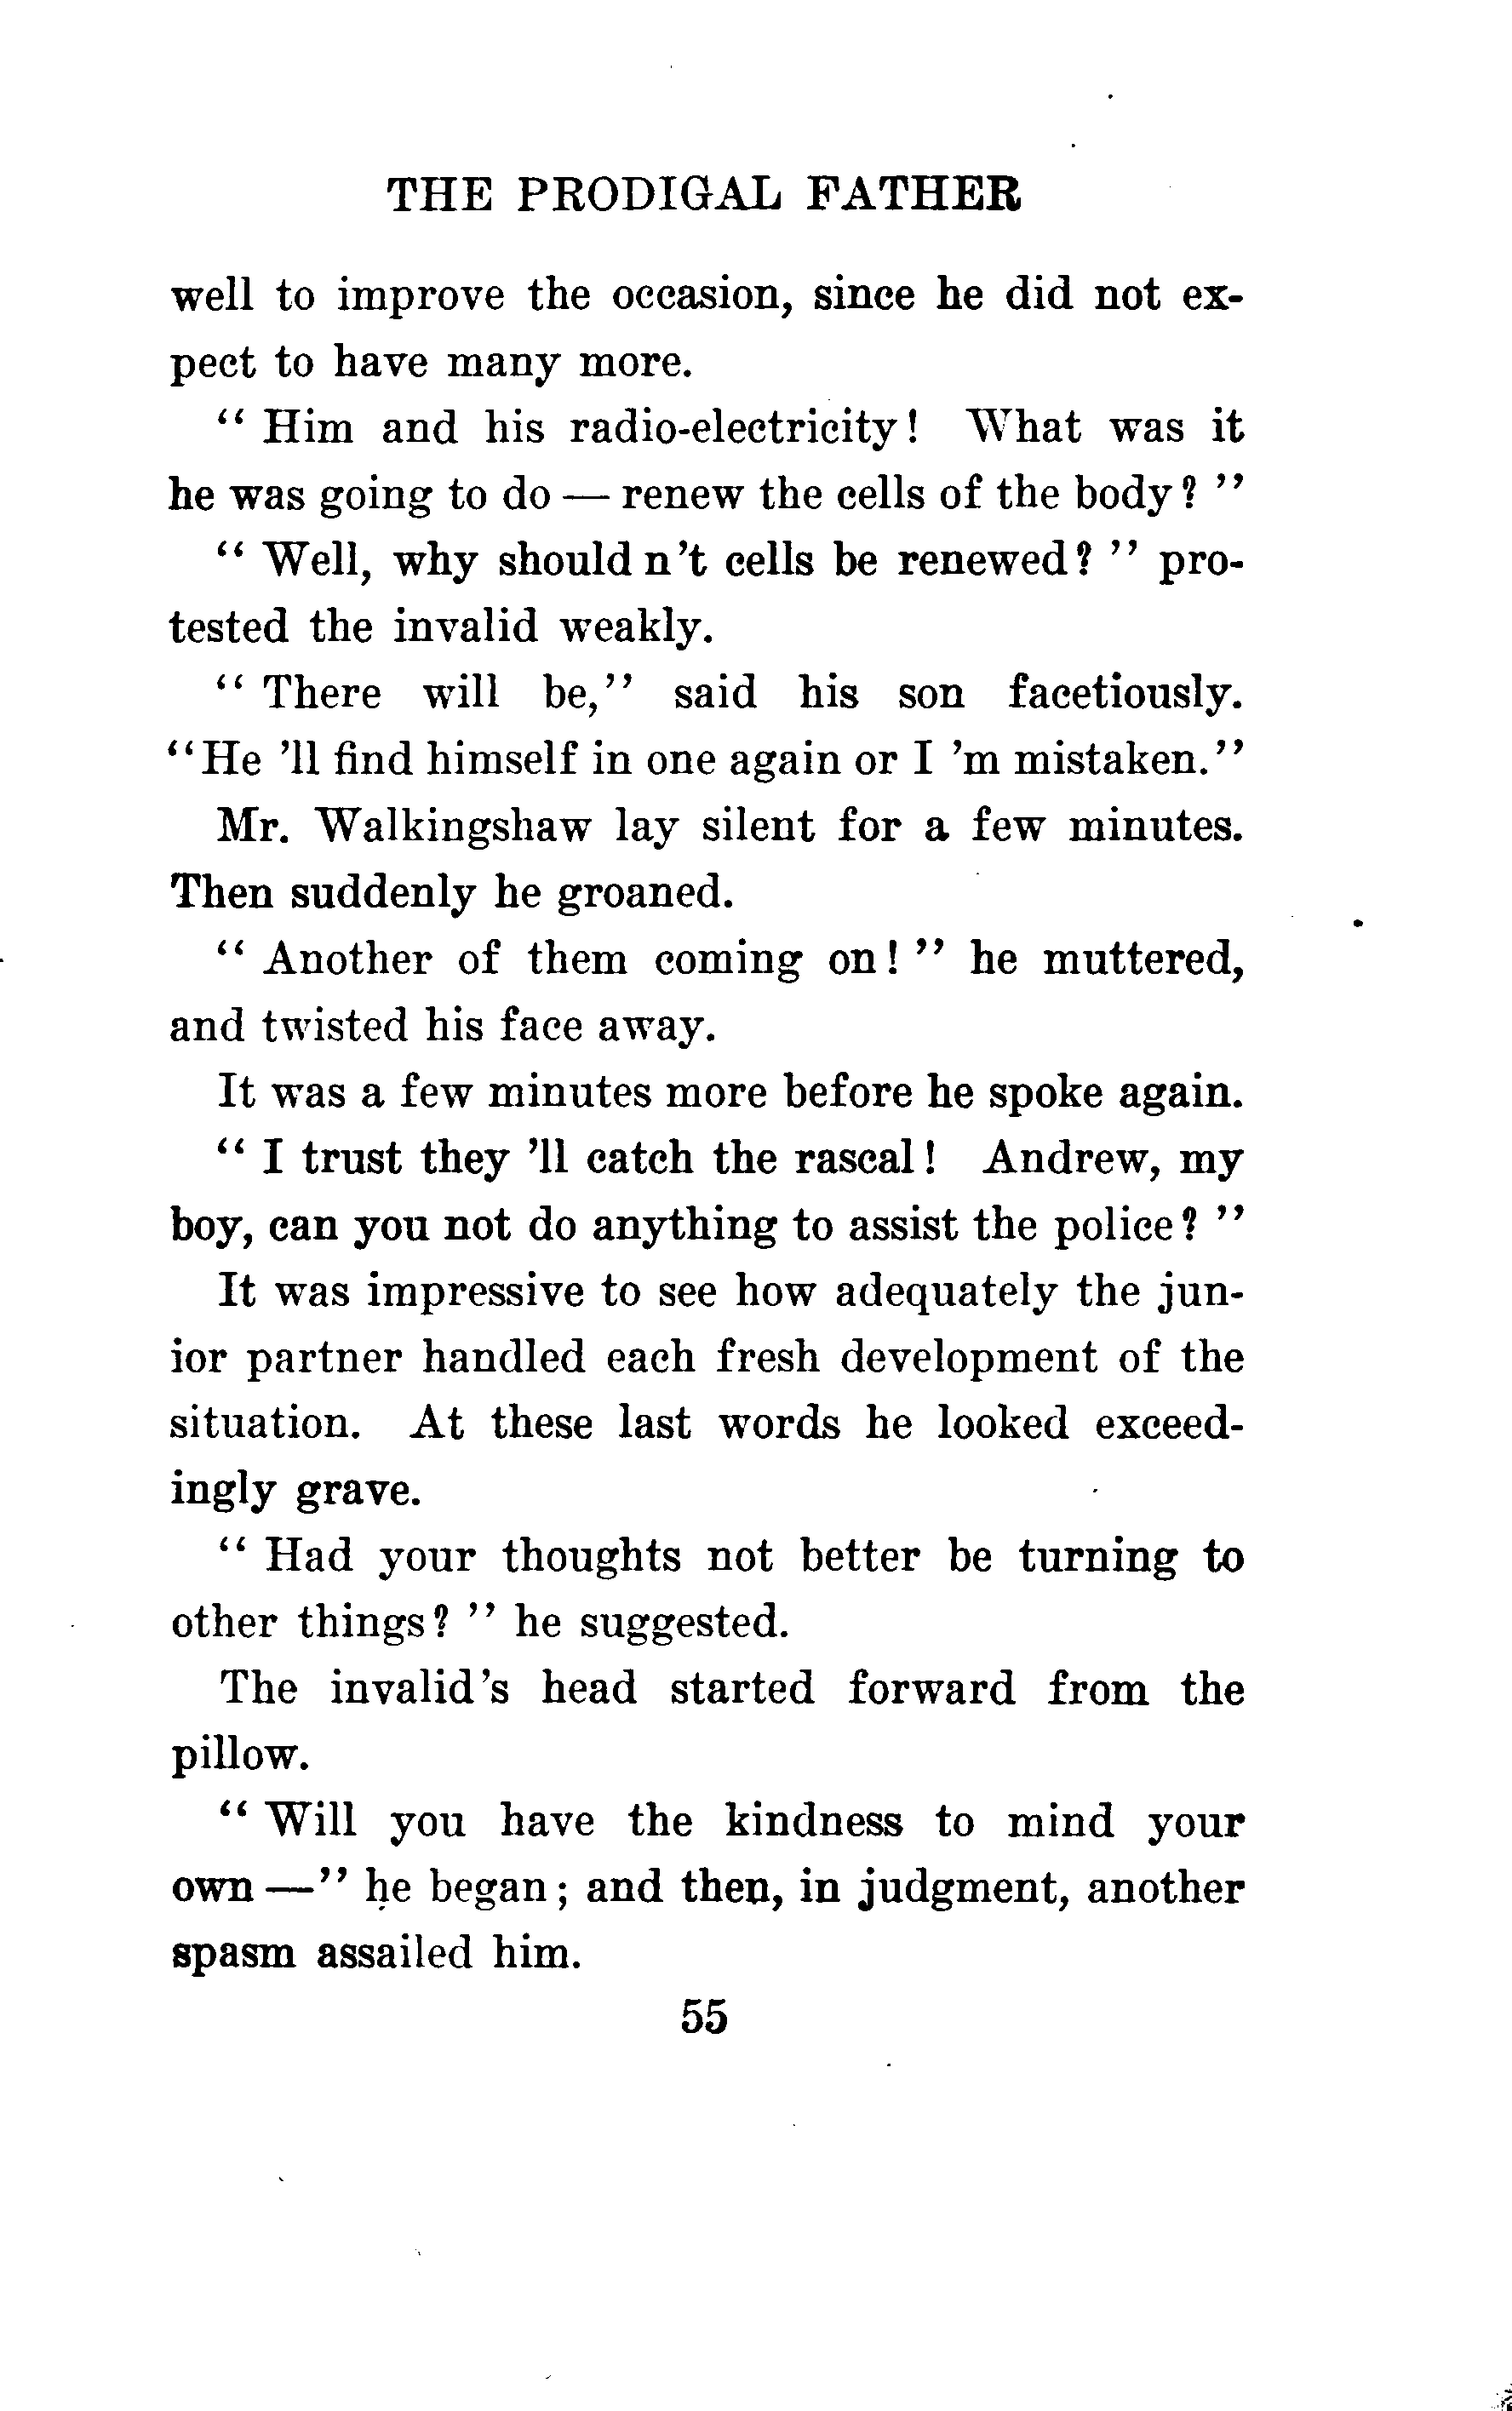 THE PRODIGAL FATHER
well to improve the occasion, since he did not ex-
pect to have many more.
“ Him and his radio-electricity! What was it
he was going to do — renew the cells of the body? ”
“ Well, why should n’t cells be renewed? ” pro-
tested the invalid weakly.
“ There will be,” said his son facetiously.
“He ’ll find himself in one again or I ’m mistaken.”
Mr. Walkingshaw lay silent for a few minutes.
Then suddenly he groaned.
“ Another of them coming on! ” he muttered,
and twisted his face away.
It was a few minutes more before he spoke again.
“ I trust they ’ll catch the rascal! Andrew, my
boy, can you not do anything to assist the police? ”
It was impressive to see how adequately the jun-
ior partner handled each fresh development of the
situation. At these last words he looked exceed-
ingly grave.
“ Had your thoughts not better be turning to
other things? ” he suggested.
The invalid’s head started forward from the
pillow.
“ Will you have the kindness to mind your
own —” he began; and then, in judgment, another
spasm assailed him.
55